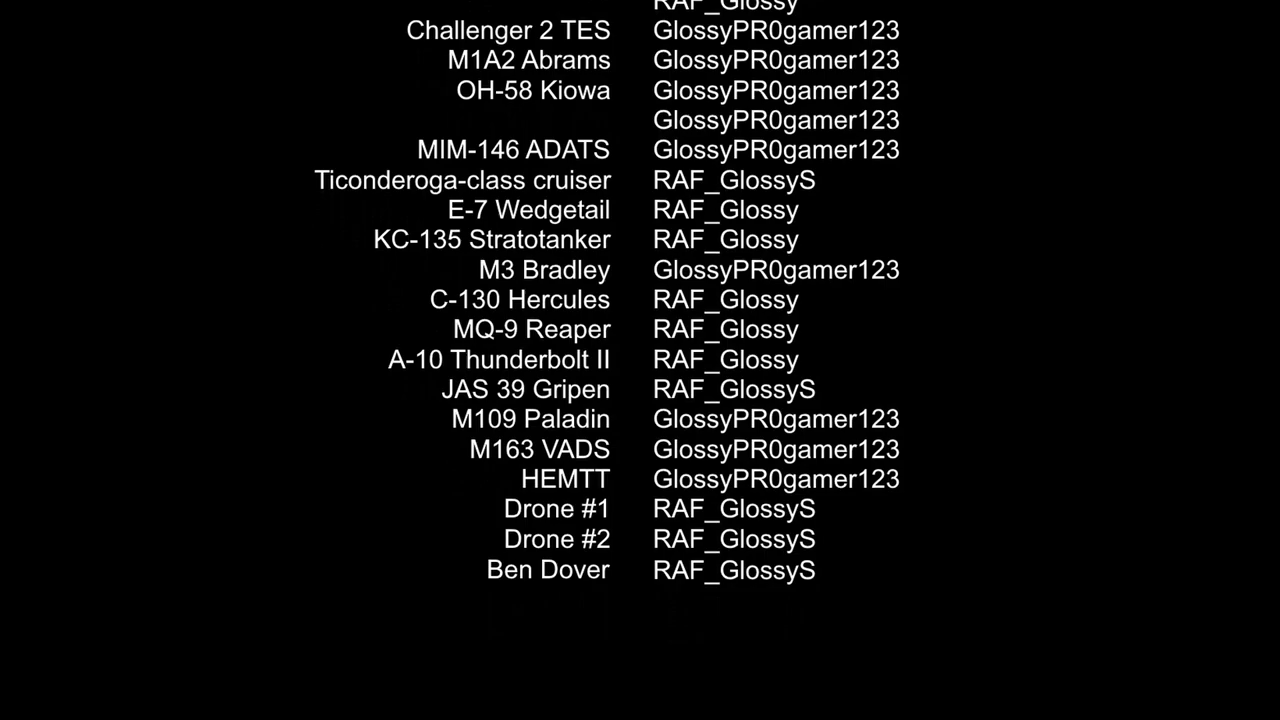 RAF_Glossy
Challenger 2 TES GlossyPR0gamer123
M1A2 Abrams GlossyPR0gamer123
OH-58 Kiowa GlossyPR0gamer123
GlossyPR0gamer123
MIM-146 ADATS GlossyPR0gamer123
Ticonderoga-class cruiser RAF_GlossyS
E-7 Wedgetail RAF_Glossy
KC-135 Stratotanker RAF_Glossy
M3 Bradley GlossyPR0gamer123
C-130 Hercules RAF_Glossy
MQ-9 Reaper RAF_Glossy
A-10 Thunderbolt II RAF_Glossy
JAS 39 Gripen RAF_GlossyS
M109 Paladin GlossyPR0gamer123
M163 VADS GlossyPR0gamer123
HEMTT GlossyPR0gamer123
Drone #1 RAF_GlossyS
Drone #2 RAF_GlossyS
Ben Dover RAF_GlossyS